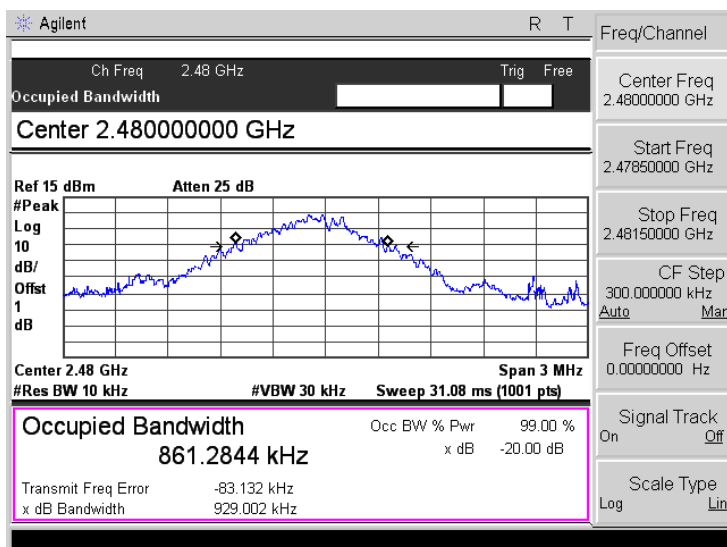 Agilent R T
Freq/Channel
Ch Freq 2.48 GHz Trig Free
Occupied Bandwidth
Center 2.480000000 GHz
Ref 15 dBm Atten 25 dB
#Peak
Log
10
dB/
Offst
1
dB
Center 2.48 GHz Span 3 MHz
#Res BW 10 kHz #VBW 30 kHz Sweep 31.08 ms (1001 pts)
Occupied Bandwidth Occ BW % Pwr 99.00 %
861.2844 kHz x dB -20.00 dB
Transmit Freq Error -83.132 kHz
x dB Bandwidth 929.002 kHz
Center Freq
2.48000000 GHz
Start Freq
2.47850000 GHz
Stop Freq
2.48150000 GHz
CF Step
300.000000 kHz
Auto Man
Freq Offset
0.00000000 Hz
Signal Track
On Off
Scale Type
Log Lin